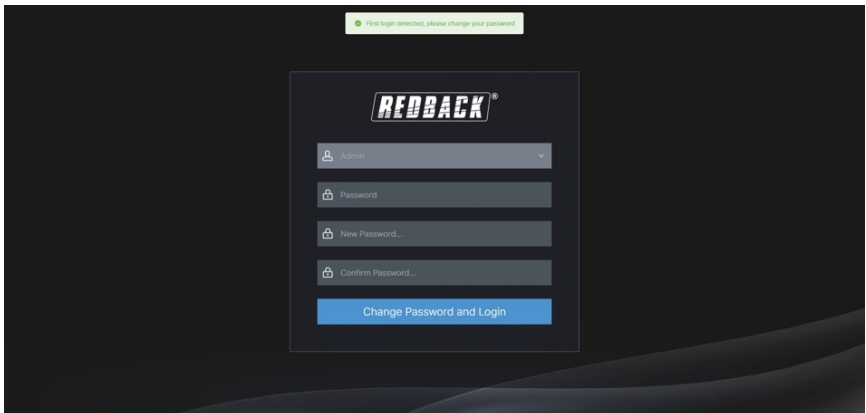 First login detected, please change your password
REDBACK®
Admin
Password
New Password...
Confirm Password...
Change Password and Login